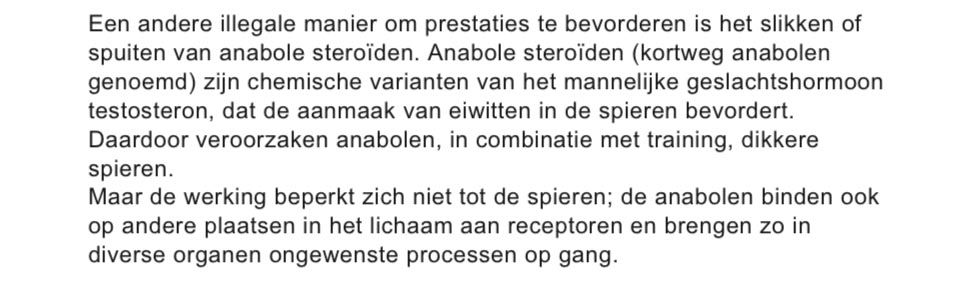 Een andere illegale manier om prestaties te bevorderen is het slikken of
spuiten van anabole steroïden. Anabole steroïden (kortweg anabolen
genoemd) zijn chemische varianten van het mannelijke geslachtshormoon
testosteron, dat de aanmaak van eiwitten in de spieren bevordert.
Daardoor veroorzaken anabolen, in combinatie met training, dikkere
spieren.
Maar de werking beperkt zich niet tot de spieren; de anabolen binden ook
op andere plaatsen in het lichaam aan receptoren en brengen zo in
diverse organen ongewenste processen op gang.